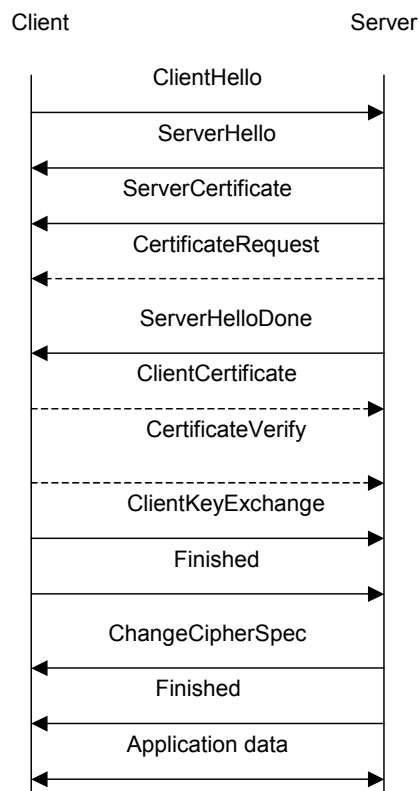 Client Server
ClientHello
ServerHello
ServerCertificate
CertificateRequest
ServerHelloDone
ClientCertificate
CertificateVerify
ClientKeyExchange
Finished
ChangeCipherSpec
Finished
Application data